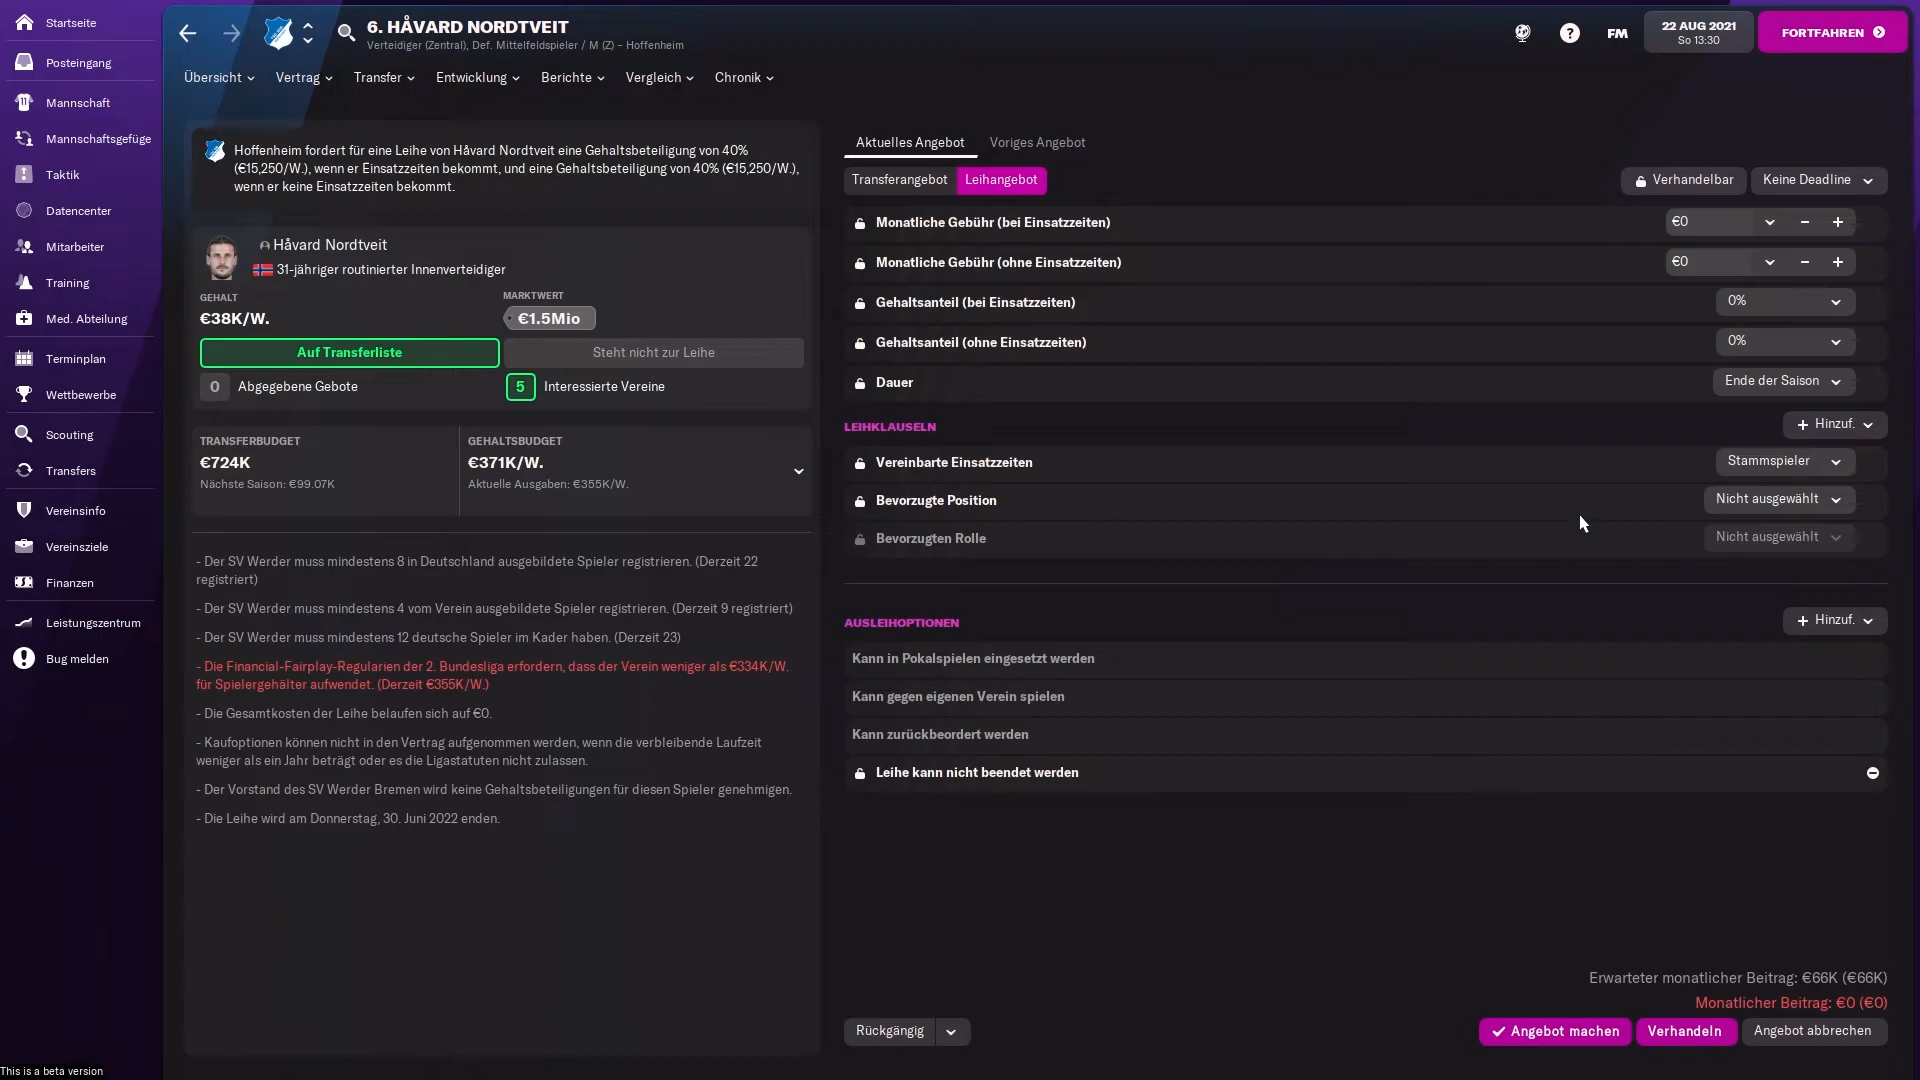 Startseite
Posteingang
Mannschaft
Mannschaftsgefüge
Taktik
Datencenter
Mitarbeiter
Training
Med. Abteilung
Terminplan
Wettbewerbe
Scouting
Transfers
Vereinsinfo
Vereinsziele
Finanzen
Leistungszentrum
Bug melden
This is a beta version
6. HÅVARD NORDTVEIT
Verteidiger (Zentral), Def. Mittelfeldspieler / M (Z) – Hoffenheim
FM
22 AUG 2021
So 13:30
FORTFAHREN
Übersicht
Vertrag
Transfer
Entwicklung
Berichte
Vergleich
Chronik
Hoffenheim fordert für eine Leihe von Håvard Nordtveit eine Gehaltsbeteiligung von 40%
(€15,250/W.), wenn er Einsatzzeiten bekommt, und eine Gehaltsbeteiligung von 40% (€15,250/W.),
wenn er keine Einsatzzeiten bekommt.
Håvard Nordtveit
31-jähriger routinierter Innenverteidiger
GEHALT
€38K/W.
MARKTWERT
€1.5Mio
Auf Transferliste
Steht nicht zur Leihe
0 Abgegebene Gebote
5 Interessierte Vereine
TRANSFERBUDGET
€724K
Nächste Saison: €99.07K
GEHALTSBUDGET
€371K/W.
Aktuelle Ausgaben: €355K/W.
- Der SV Werder muss mindestens 8 in Deutschland ausgebildete Spieler registrieren. (Derzeit 22
registriert)
- Der SV Werder muss mindestens 4 vom Verein ausgebildete Spieler registrieren. (Derzeit 9 registriert)
- Der SV Werder muss mindestens 12 deutsche Spieler im Kader haben. (Derzeit 23)
- Die Financial-Fairplay-Regularien der 2. Bundesliga erfordern, dass der Verein weniger als €334K/W.
für Spielergehälter aufwendet. (Derzeit €355K/W.)
- Die Gesamtkosten der Leihe belaufen sich auf €0.
- Kaufoptionen können nicht in den Vertrag aufgenommen werden, wenn die verbleibende Laufzeit
weniger als ein Jahr beträgt oder es die Ligastatuten nicht zulassen.
- Der Vorstand des SV Werder Bremen wird keine Gehaltsbeteiligungen für diesen Spieler genehmigen.
- Die Leihe wird am Donnerstag, 30. Juni 2022 enden.
Aktuelles Angebot
Voriges Angebot
Transferangebot
Leihangebot
Verhandelbar
Keine Deadline
Monatliche Gebühr (bei Einsatzzeiten)
€0
Monatliche Gebühr (ohne Einsatzzeiten)
€0
Gehaltsanteil (bei Einsatzzeiten)
0%
Gehaltsanteil (ohne Einsatzzeiten)
0%
Dauer
Ende der Saison
LEIHKLAUSELN
+ Hinzuf.
Vereinbarte Einsatzzeiten
Stammspieler
Bevorzugte Position
Nicht ausgewählt
Bevorzugten Rolle
Nicht ausgewählt
AUSLEIHOPTIONEN
+ Hinzuf.
Kann in Pokalspielen eingesetzt werden
Kann gegen eigenen Verein spielen
Kann zurückbeordert werden
Leihe kann nicht beendet werden
Erwarteter monatlicher Beitrag: €66K (€66K)
Monatlicher Beitrag: €0 (€0)
Rückgängig
Angebot machen
Verhandeln
Angebot abbrechen